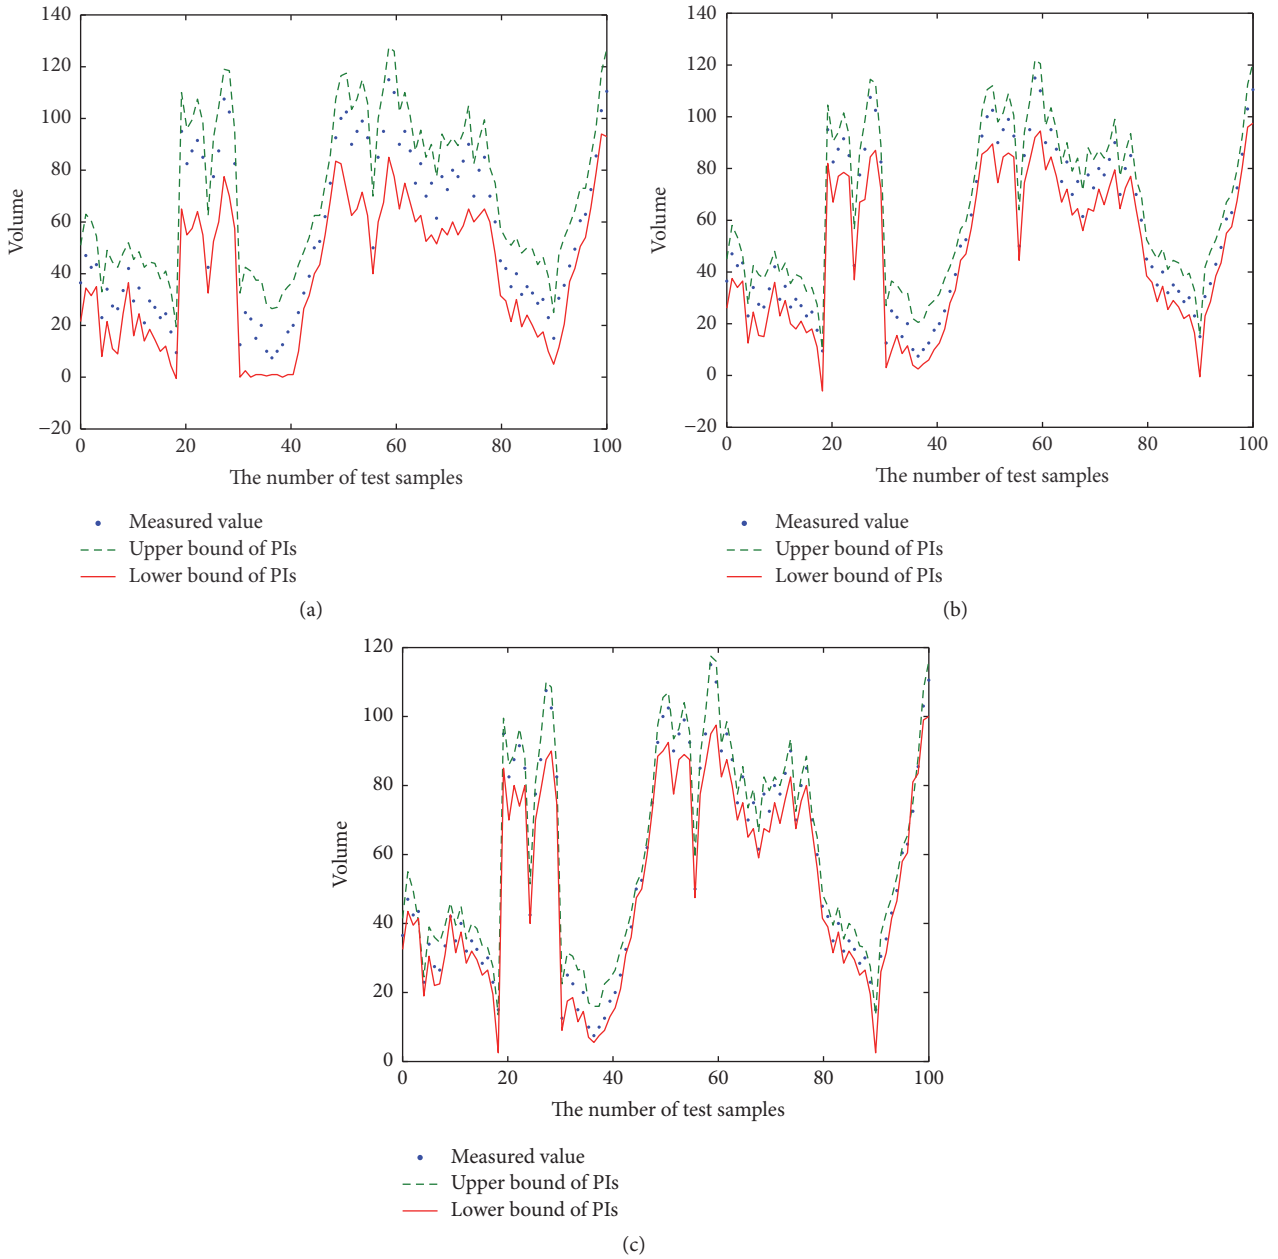 140
120
100
80
60
40
20
0
−20
Volume
0 20 40 60 80 100
The number of test samples
Measured value
Upper bound of PIs
Lower bound of PIs
(a)
140
120
100
80
60
40
20
0
−20
Volume
0 20 40 60 80 100
The number of test samples
Measured value
Upper bound of PIs
Lower bound of PIs
(b)
120
100
80
60
40
20
0
Volume
0 20 40 60 80 100
The number of test samples
Measured value
Upper bound of PIs
Lower bound of PIs
(c)